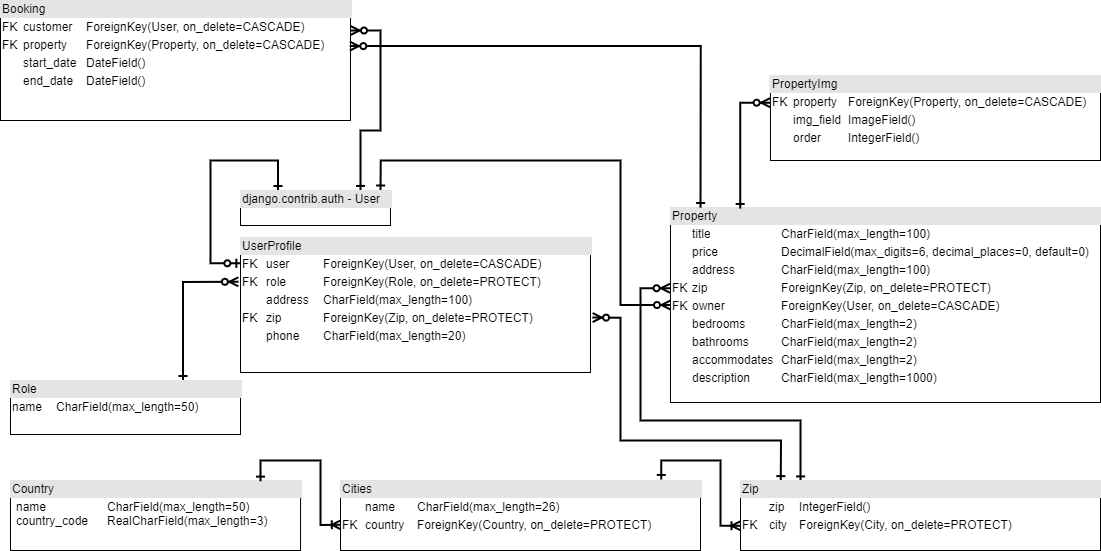 Booking
FK customer ForeignKey(User, on_delete=CASCADE)
FK property ForeignKey(Property, on_delete=CASCADE)
start_date DateField()
end_date DateField()
PropertyImg
FK property ForeignKey(Property, on_delete=CASCADE)
img_field ImageField()
order IntegerField()
django.contrib.auth - User
UserProfile
FK user ForeignKey(User, on_delete=CASCADE)
FK role ForeignKey(Role, on_delete=PROTECT)
address CharField(max_length=100)
FK zip ForeignKey(Zip, on_delete=PROTECT)
phone CharField(max_length=20)
Property
title CharField(max_length=100)
price DecimalField(max_digits=6, decimal_places=0, default=0)
address CharField(max_length=100)
FK zip ForeignKey(Zip, on_delete=PROTECT)
FK owner ForeignKey(User, on_delete=CASCADE)
bedrooms CharField(max_length=2)
bathrooms CharField(max_length=2)
accommodates CharField(max_length=2)
description CharField(max_length=1000)
Role
name CharField(max_length=50)
Country
name CharField(max_length=50)
country_code RealCharField(max_length=3)
Cities
name CharField(max_length=26)
FK country ForeignKey(Country, on_delete=PROTECT)
Zip
zip IntegerField()
FK city ForeignKey(City, on_delete=PROTECT)